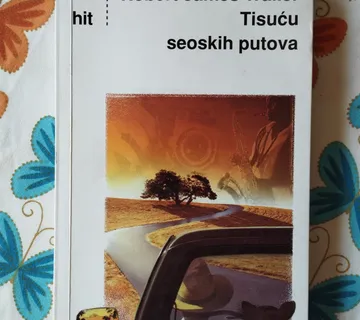 hit
Tisuću
seoskih putova